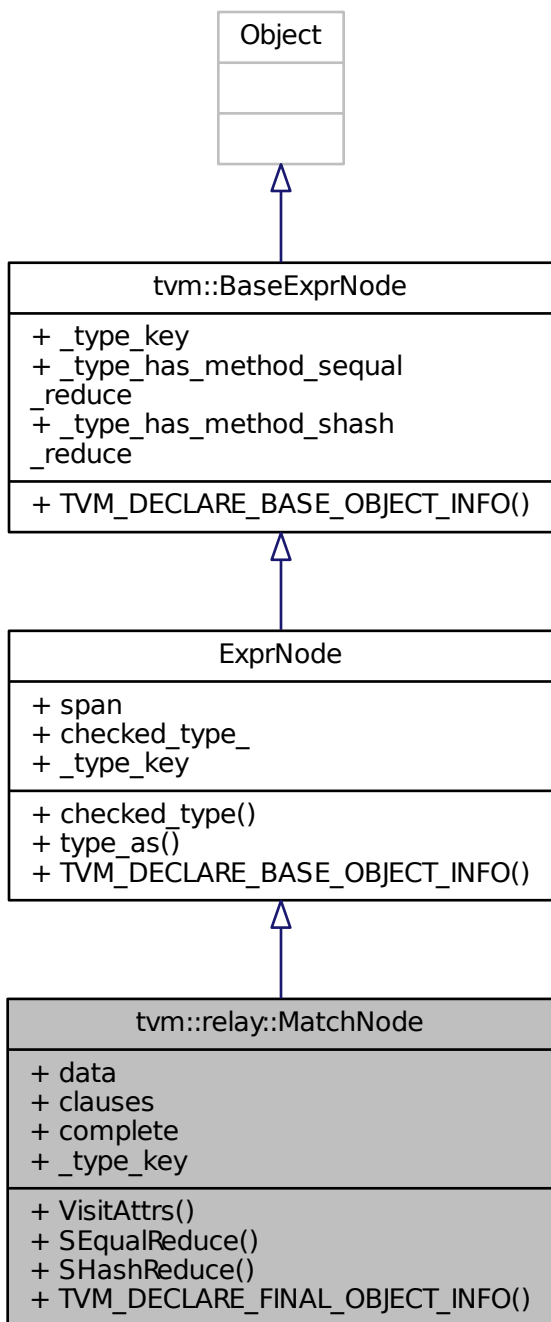 Object
tvm::BaseExprNode
+ _type_key
+ _type_has_method_sequal
_reduce
+ _type_has_method_shash
_reduce
+ TVM_DECLARE_BASE_OBJECT_INFO()
ExprNode
+ span
+ checked_type_
+ _type_key
+ checked_type()
+ type_as()
+ TVM_DECLARE_BASE_OBJECT_INFO()
tvm::relay::MatchNode
+ data
+ clauses
+ complete
+ _type_key
+ VisitAttrs()
+ SEqualReduce()
+ SHashReduce()
+ TVM_DECLARE_FINAL_OBJECT_INFO()